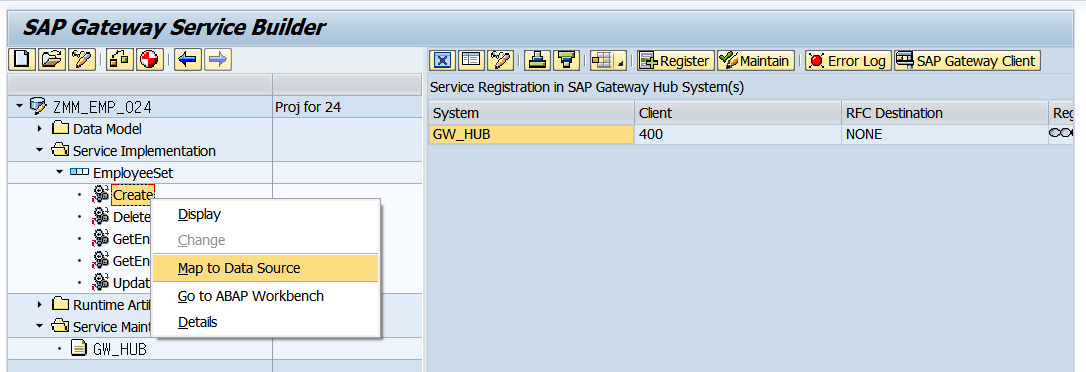 SAP Gateway Service Builder
Register Maintain Error Log SAP Gateway Client
Service Registration in SAP Gateway Hub System(s)
System Client RFC Destination Reg
GW_HUB 400 NONE
ZMM_EMP_024 Proj for 24
Data Model
Service Implementation
EmployeeSet
Create
Delete
GetEn
GetEn
Updat
Runtime Artif
Service Maint
GW_HUB
Display
Change
Map to Data Source
Go to ABAP Workbench
Details